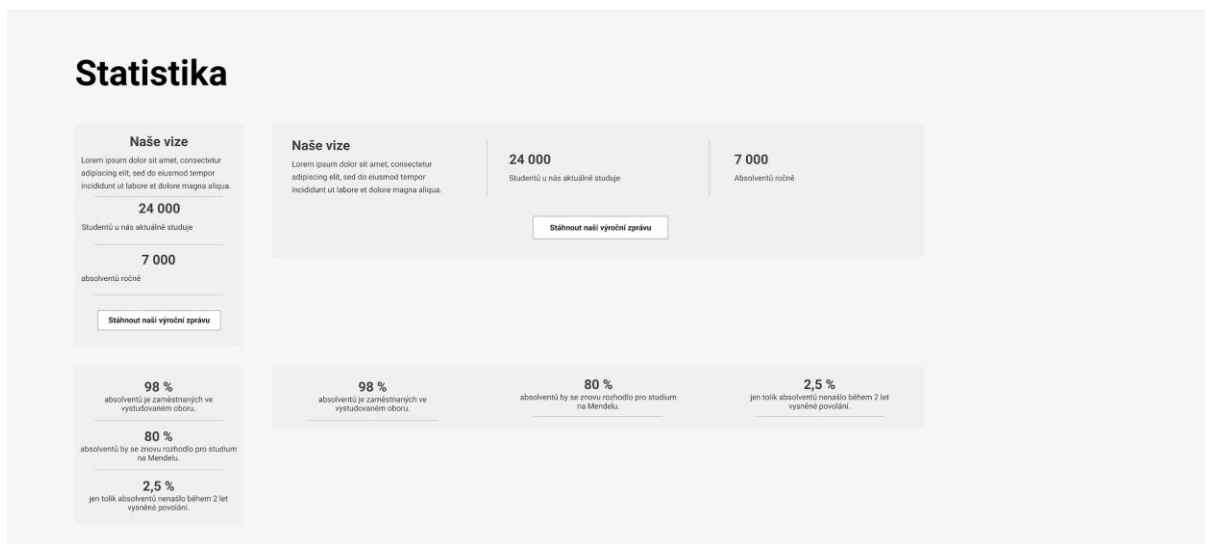 Statistika
Naše vize
Lorem ipsum dolor sit amet, consectetur
adipiscing elit, sed do eiusmod tempor
incididunt ut labore et dolore magna aliqua.
24 000
Studentů u nás aktuálně studuje
7 000
absolventů ročně
Stáhnout naší výroční zprávu
Naše vize
Lorem ipsum dolor sit amet, consectetur
adipiscing elit, sed do eiusmod tempor
incididunt ut labore et dolore magna aliqua.
24 000
Studentů u nás aktuálně studuje
7 000
Absolventů ročně
Stáhnout naší výroční zprávu
98 %
absolventů je zaměstnaných ve
vystudovaném oboru.
80 %
absolventů by se znovu rozhodlo pro studium
na Mendelu.
2,5 %
jen tolik absolventů nenašlo během 2 let
vysněné povolání.
98 %
absolventů je zaměstnaných ve
vystudovaném oboru.
80 %
absolventů by se znovu rozhodlo pro studium
na Mendelu.
2,5 %
jen tolik absolventů nenašlo během 2 let
vysněné povolání.